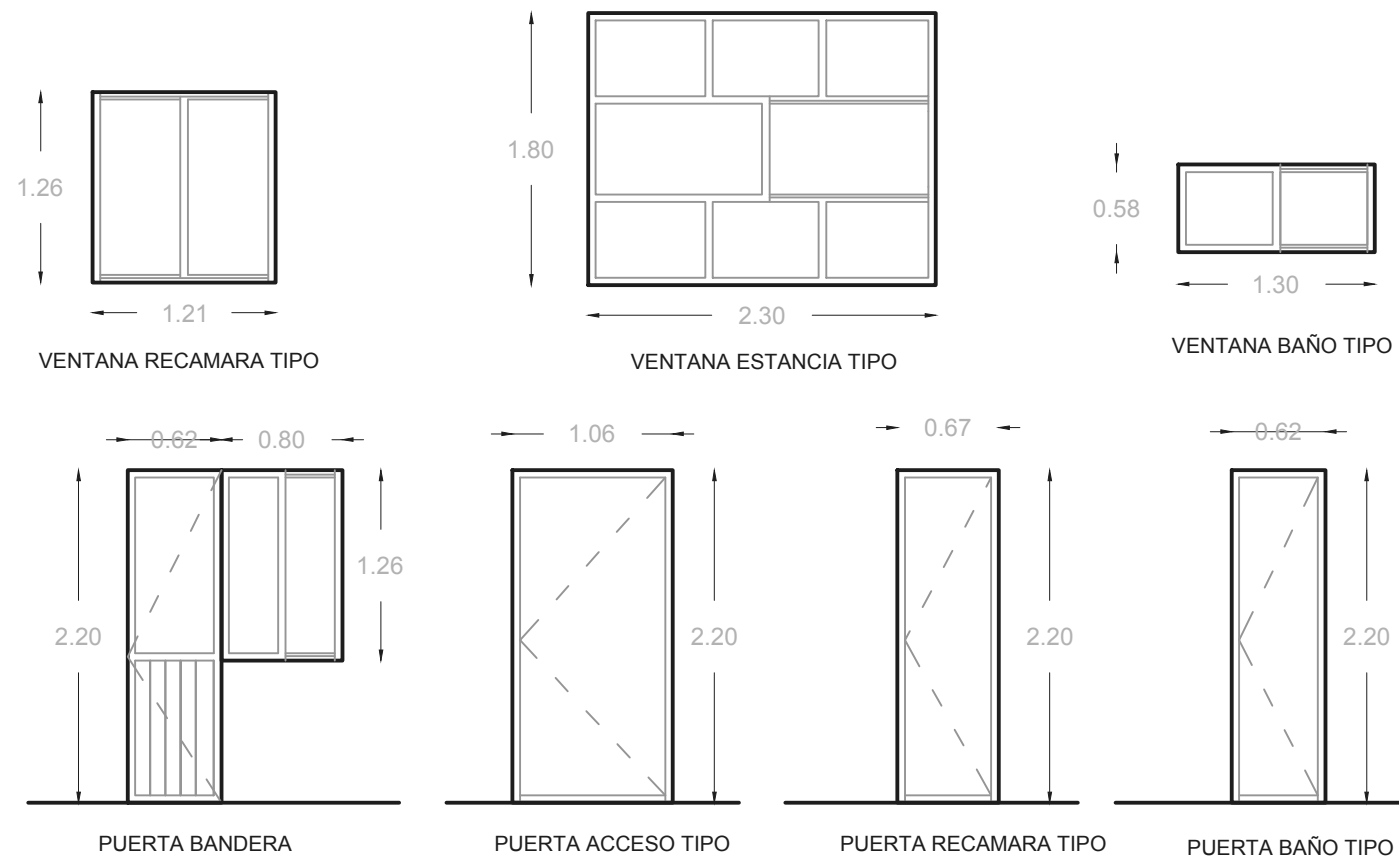 1.26
1.21
VENTANA RECAMARA TIPO
1.80
2.30
VENTANA ESTANCIA TIPO
0.58
1.30
VENTANA BAÑO TIPO
0.62
0.80
2.20
1.26
PUERTA BANDERA
1.06
2.20
PUERTA ACCESO TIPO
0.67
2.20
PUERTA RECAMARA TIPO
0.62
2.20
PUERTA BAÑO TIPO